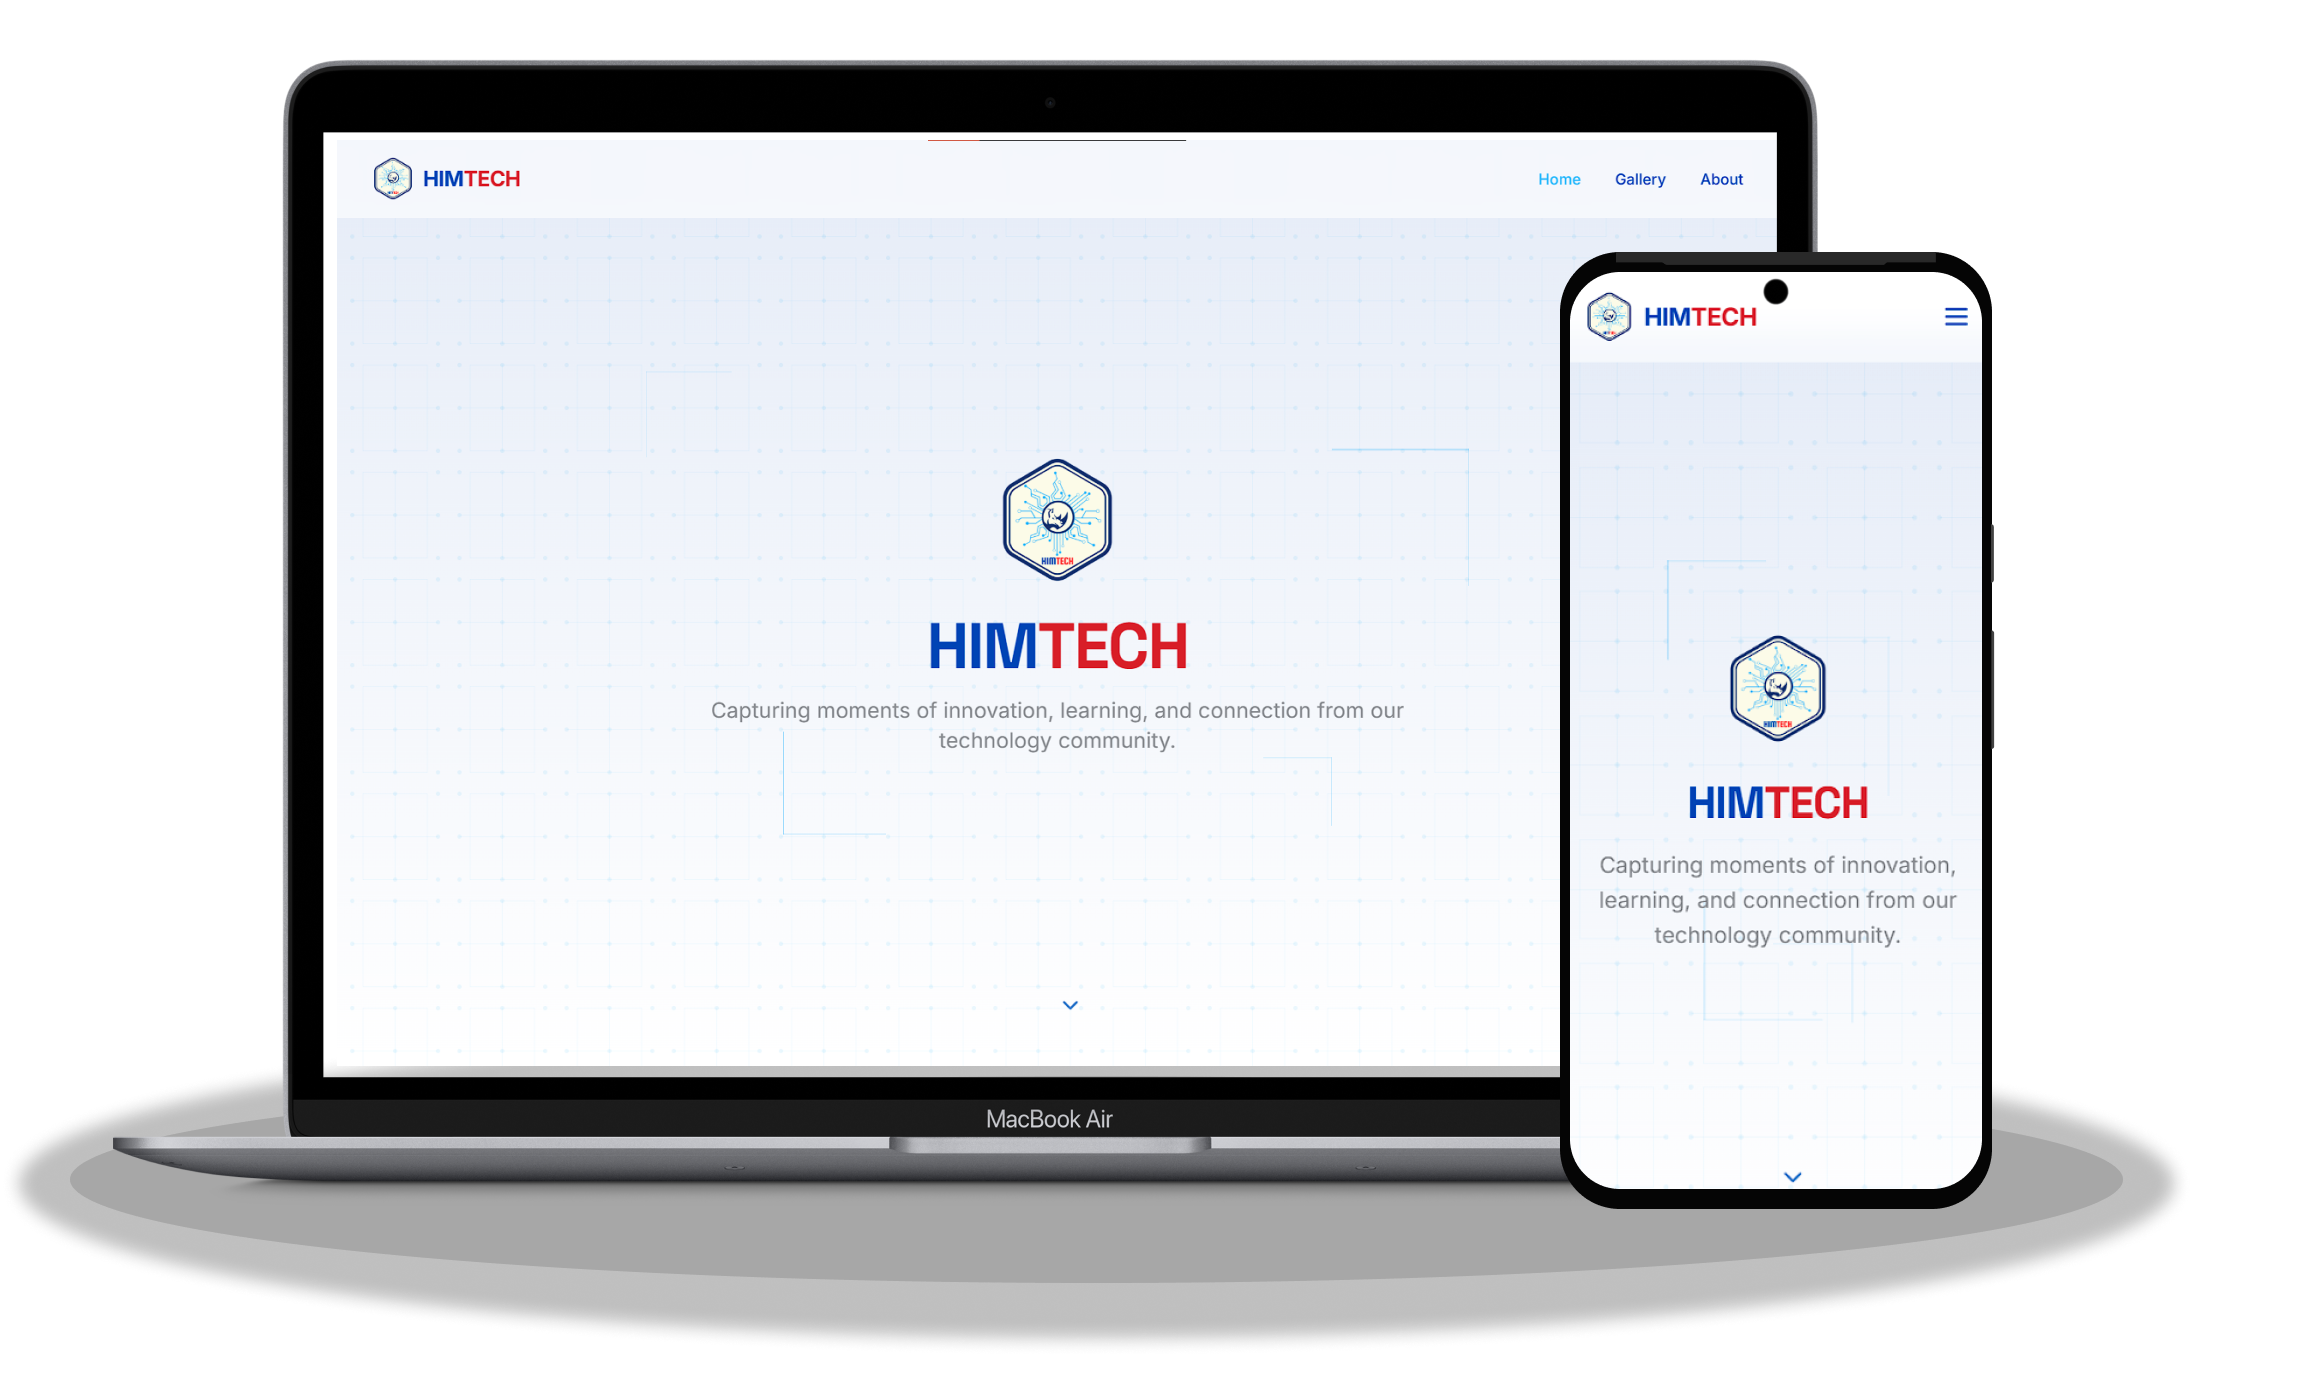 HIMTECH
Home Gallery About
HIMTECH
HIMTECH
Capturing moments of innovation, learning, and connection from our
technology community.
MacBook Air
HIMTECH
HIMTECH
HIMTECH
Capturing moments of innovation,
learning, and connection from our
technology community.